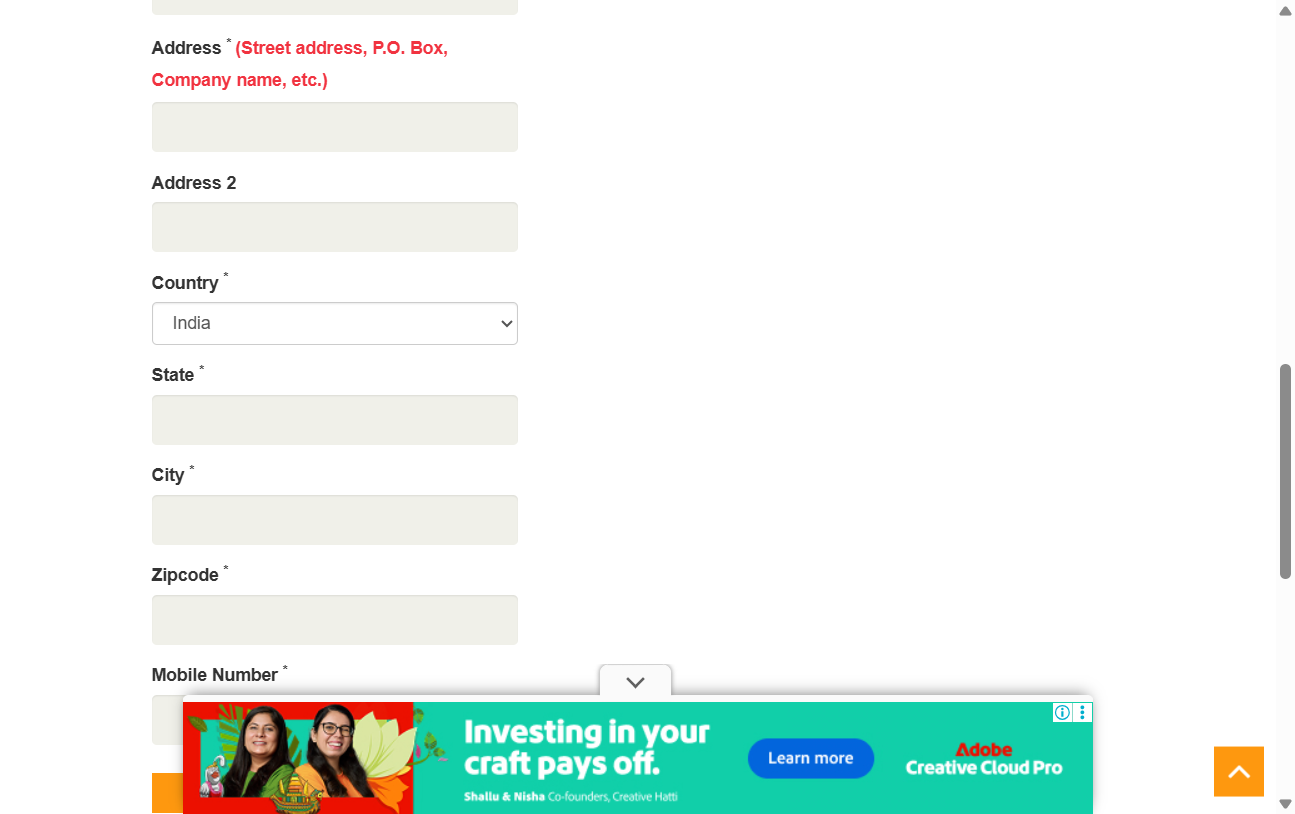 Address * (Street address, P.O. Box,
Company name, etc.)
Address 2
Country *
India
State *
City *
Zipcode *
Mobile Number *
Investing in your
craft pays off.
Shallu & Nisha Co-founders, Creative Hatti
Learn more
Adobe
Creative Cloud Pro